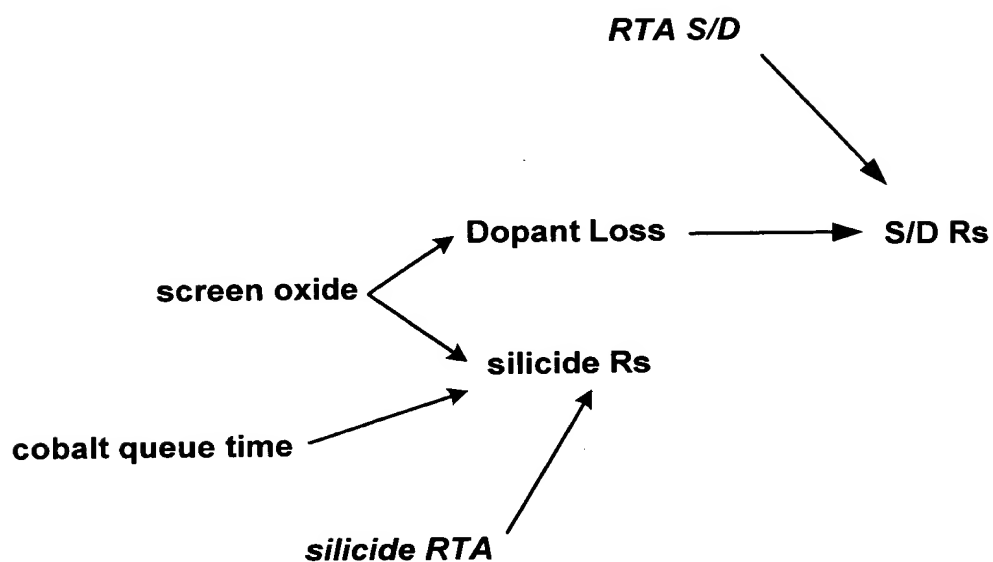 RTA S/D
Dopant Loss
S/D Rs
screen oxide
silicide Rs
cobalt queue time
silicide RTA